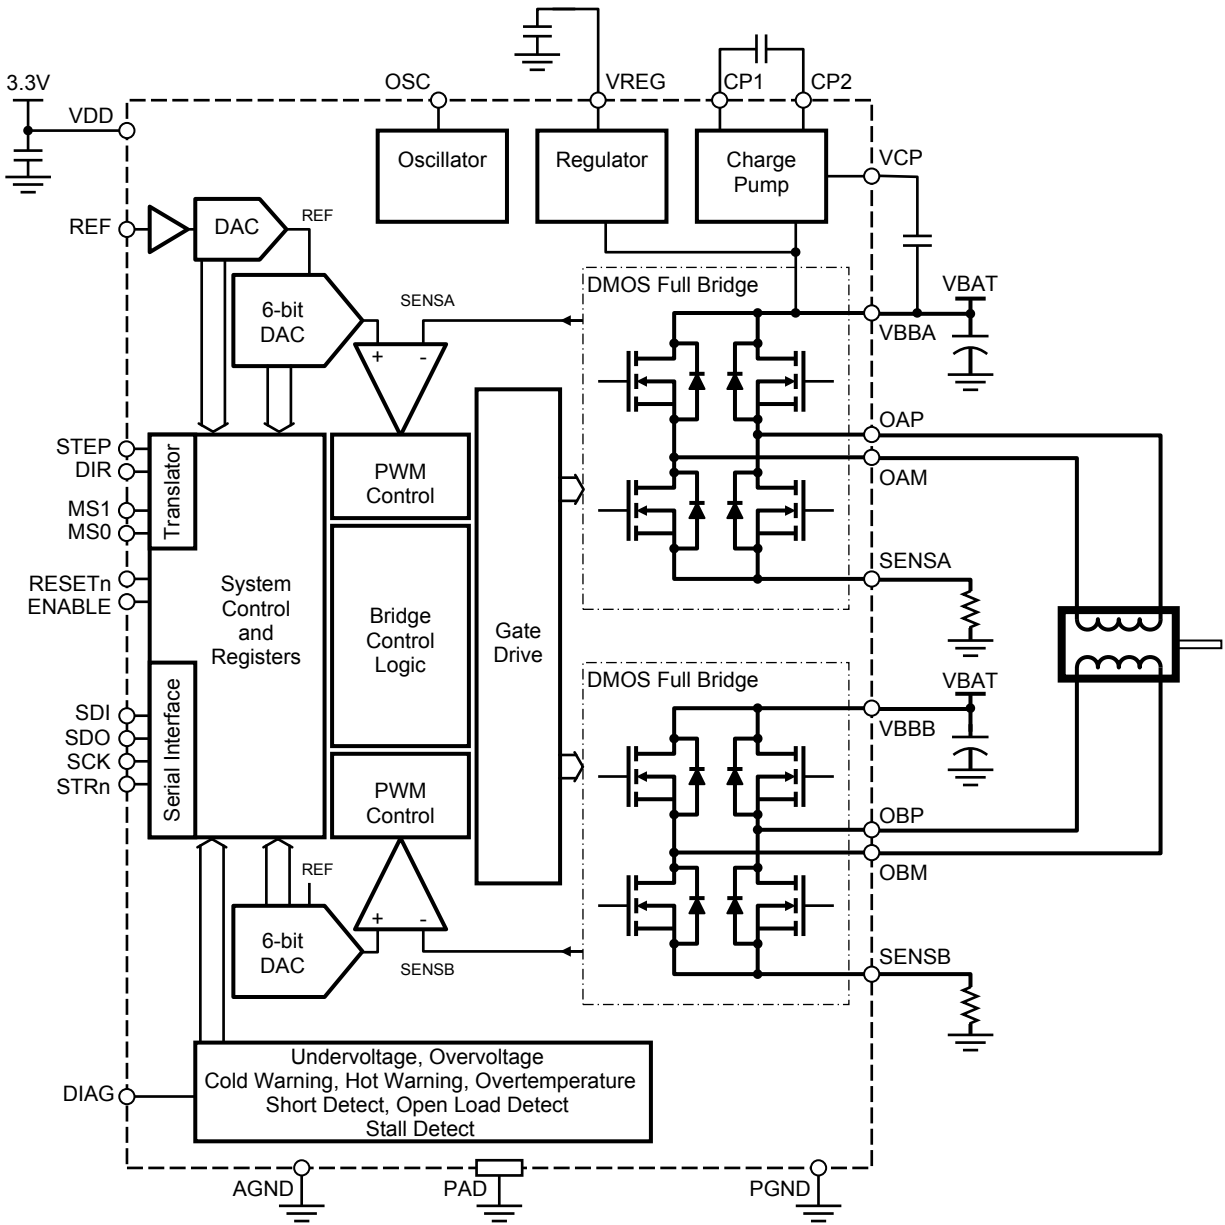 3.3V
VDD
OSC
VREG
CP1
CP2
Oscillator
Regulator
Charge
Pump
VCP
REF
DAC
REF
6-bit
DAC
SENSA
+
-
DMOS Full Bridge
VBAT
VBBA
OAP
OAM
SENSA
STEP
DIR
MS1
MS0
RESETn
ENABLE
Translator
System
Control
and
Registers
PWM
Control
Bridge
Control
Logic
Gate
Drive
SDI
SDO
SCK
STRn
Serial Interface
PWM
Control
DMOS Full Bridge
VBAT
VBBB
OBP
OBM
SENSB
REF
6-bit
DAC
+
-
SENSB
DIAG
Undervoltage, Overvoltage
Cold Warning, Hot Warning, Overtemperature
Short Detect, Open Load Detect
Stall Detect
AGND
PAD
PGND